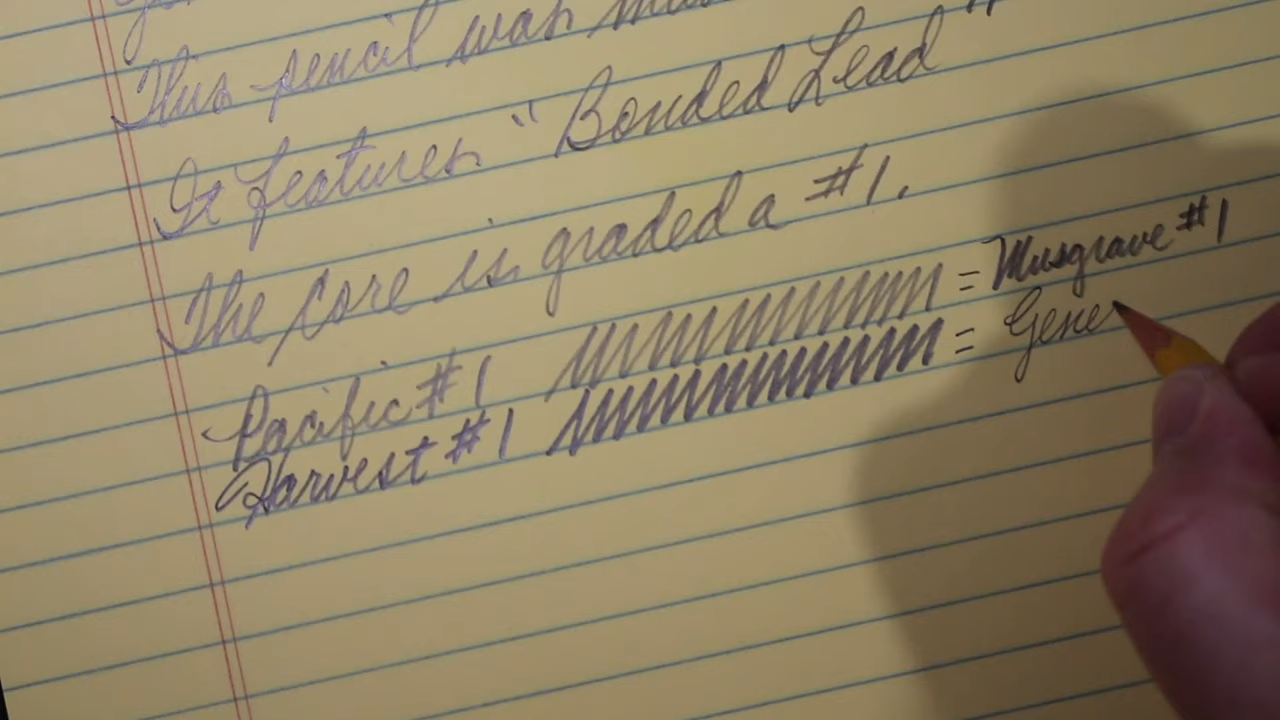 This pencil was
It features "Bonded Lead"
The core is graded a #1.
Pacific #1 = Musgrave #1
Harvest #1 = Gene